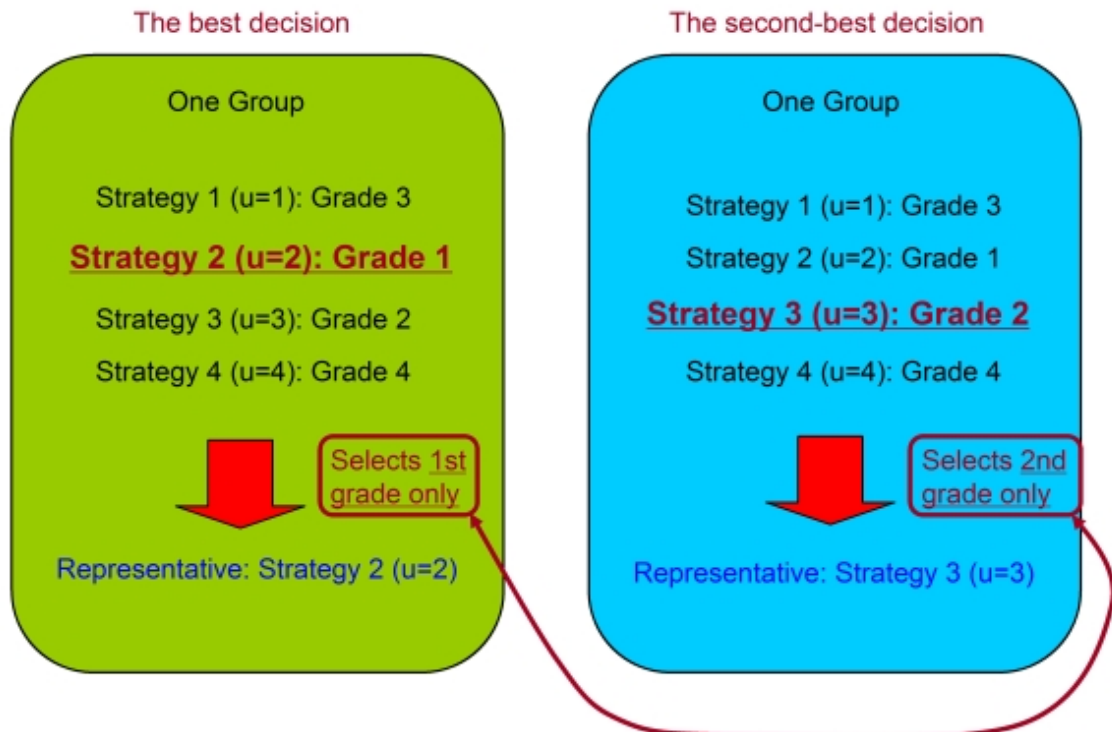 The best decision
One Group
Strategy 1 (u=1): Grade 3
Strategy 2 (u=2): Grade 1
Strategy 3 (u=3): Grade 2
Strategy 4 (u=4): Grade 4
Selects 1st
grade only
Representative: Strategy 2 (u=2)
The second-best decision
One Group
Strategy 1 (u=1): Grade 3
Strategy 2 (u=2): Grade 1
Strategy 3 (u=3): Grade 2
Strategy 4 (u=4): Grade 4
Selects 2nd
grade only
Representative: Strategy 3 (u=3)